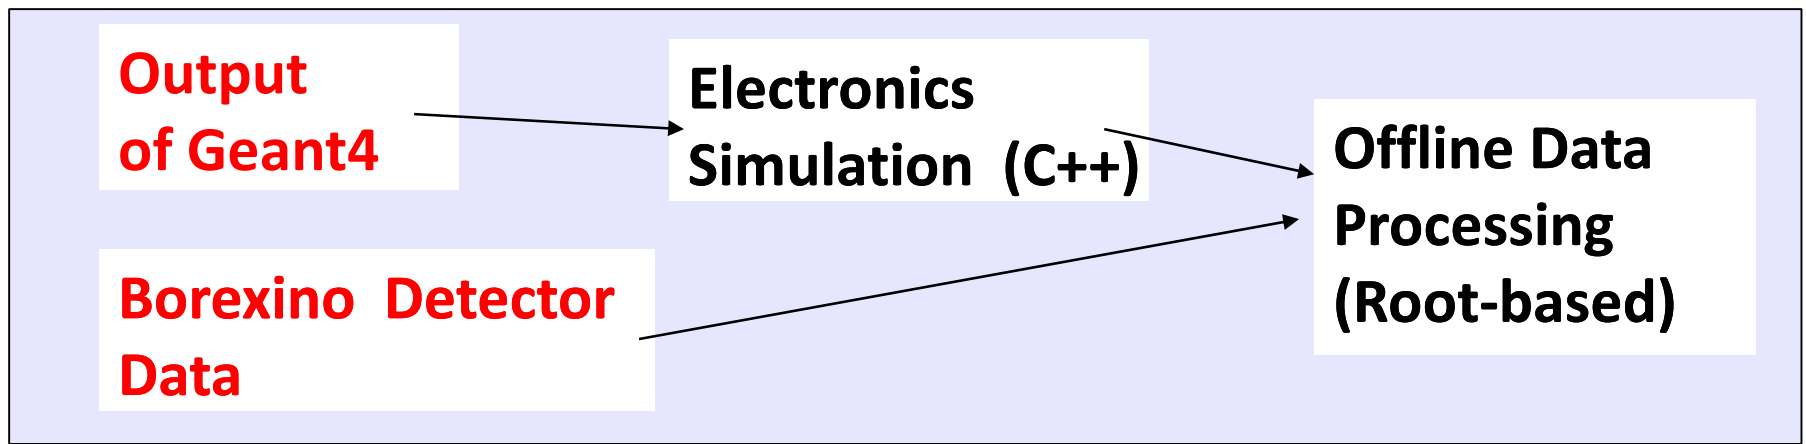 Output
of Geant4
Electronics
Simulation (C++)
Borexino Detector
Data
Offline Data
Processing
(Root-based)